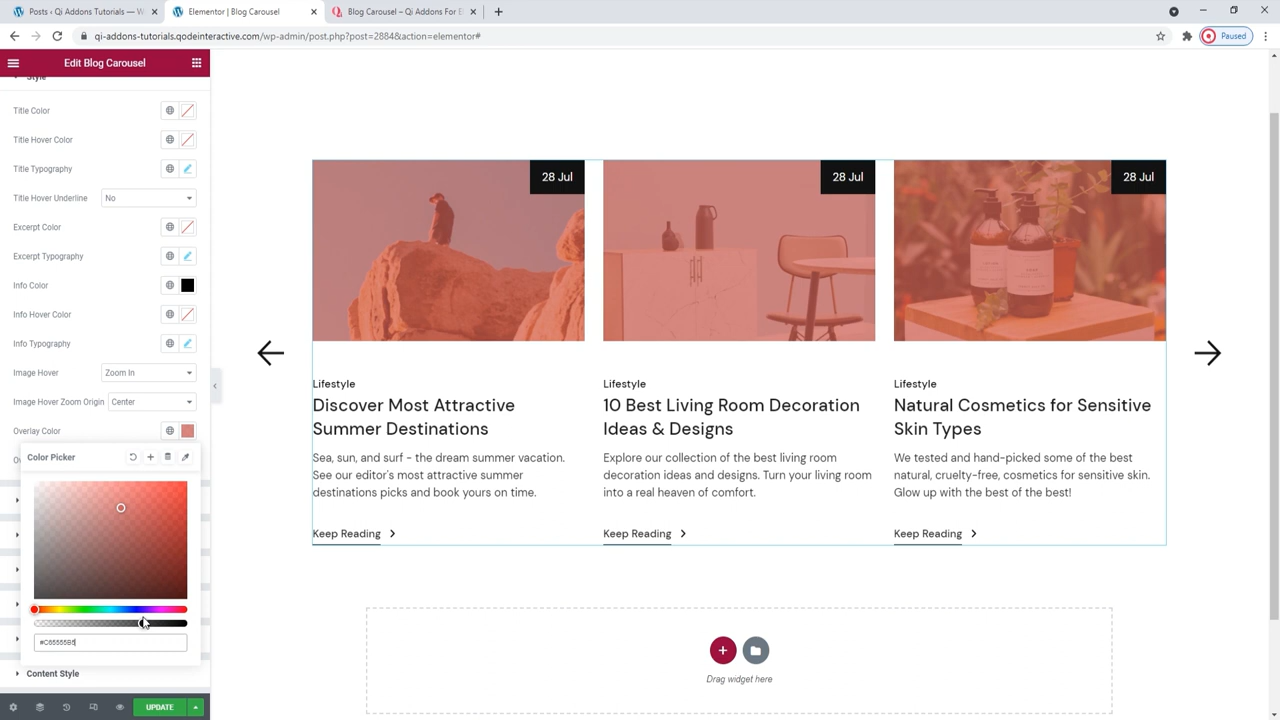 Posts ‹ Qi Addons Tutorials — W
Elementor | Blog Carousel
Blog Carousel – Qi Addons For E
qi-addons-tutorials.qodeinteractive.com/wp-admin/post.php?post=2884&action=elementor#
Paused
Edit Blog Carousel
Style
Title Color
Title Hover Color
Title Typography
Title Hover Underline
No
Excerpt Color
Excerpt Typography
Info Color
Info Hover Color
Info Typography
Image Hover
Zoom In
Image Hover Zoom Origin
Center
Overlay Color
Ov
Color Picker
Content Style
UPDATE
28 Jul
28 Jul
28 Jul
Lifestyle
Discover Most Attractive
Summer Destinations
Sea, sun, and surf - the dream summer vacation.
See our editor's most attractive summer
destinations picks and book yours on time.
Keep Reading
Lifestyle
10 Best Living Room Decoration
Ideas & Designs
Explore our collection of the best living room
decoration ideas and designs. Turn your living room
into a real heaven of comfort.
Keep Reading
Lifestyle
Natural Cosmetics for Sensitive
Skin Types
We tested and hand-picked some of the best
natural, cruelty-free, cosmetics for sensitive skin.
Glow up with the best of the best!
Keep Reading
Drag widget here